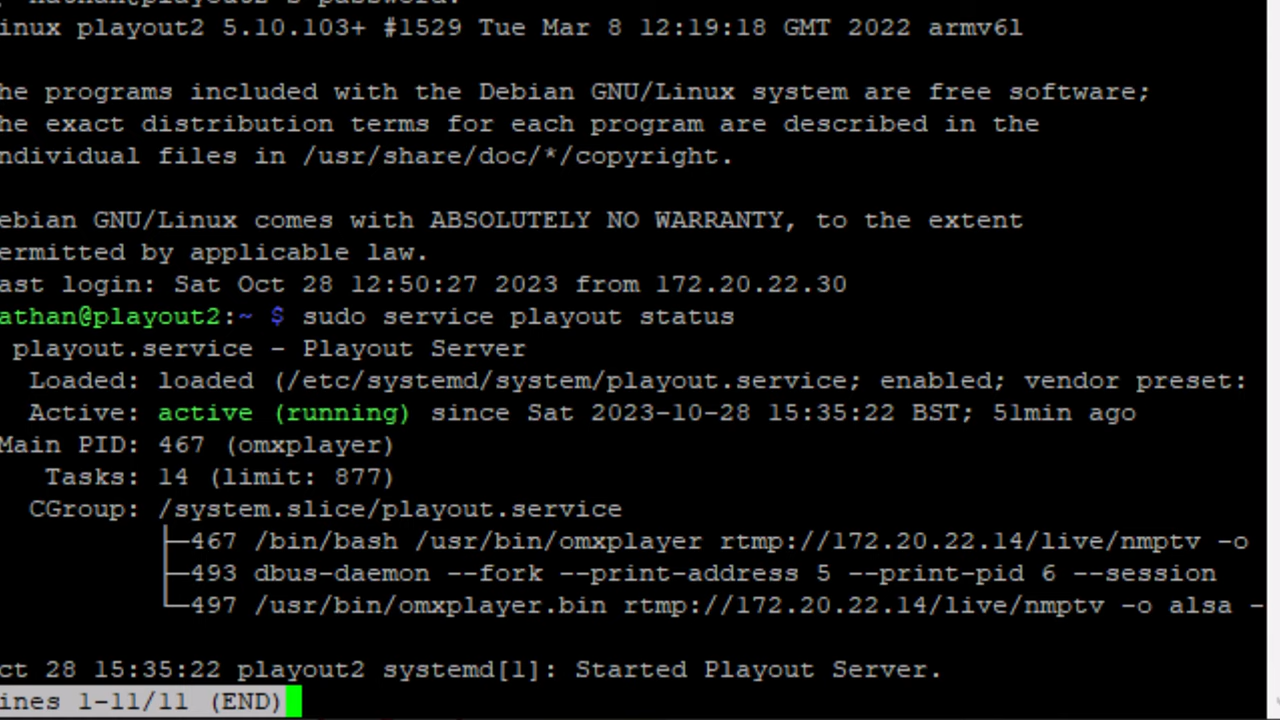 nathan@playout2's password:
inux playout2 5.10.103+ #1529 Tue Mar 8 12:19:18 GMT 2022 armv6l
he programs included with the Debian GNU/Linux system are free software;
he exact distribution terms for each program are described in the
ndividual files in /usr/share/doc/*/copyright.
ebian GNU/Linux comes with ABSOLUTELY NO WARRANTY, to the extent
ermitted by applicable law.
ast login: Sat Oct 28 12:50:27 2023 from 172.20.22.30
athan@playout2:~ $ sudo service playout status
playout.service - Playout Server
Loaded: loaded (/etc/systemd/system/playout.service; enabled; vendor preset:
Active: active (running) since Sat 2023-10-28 15:35:22 BST; 51min ago
Main PID: 467 (omxplayer)
Tasks: 14 (limit: 877)
CGroup: /system.slice/playout.service
├─467 /bin/bash /usr/bin/omxplayer rtmp://172.20.22.14/live/nmptv -o
├─493 dbus-daemon --fork --print-address 5 --print-pid 6 --session
└─497 /usr/bin/omxplayer.bin rtmp://172.20.22.14/live/nmptv -o alsa -
ct 28 15:35:22 playout2 systemd[1]: Started Playout Server.
ines 1-11/11 (END)